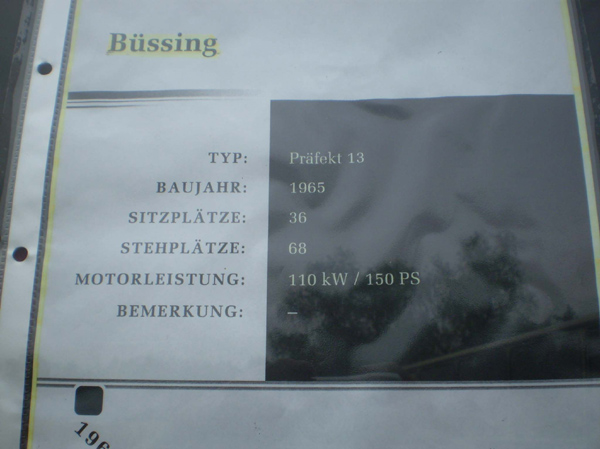 Büssing
TYP: Präfekt 13
BAUJAHR: 1965
SITZPLÄTZE: 36
STEHPLÄTZE: 68
MOTORLEISTUNG: 110 kW / 150 PS
BEMERKUNG: –